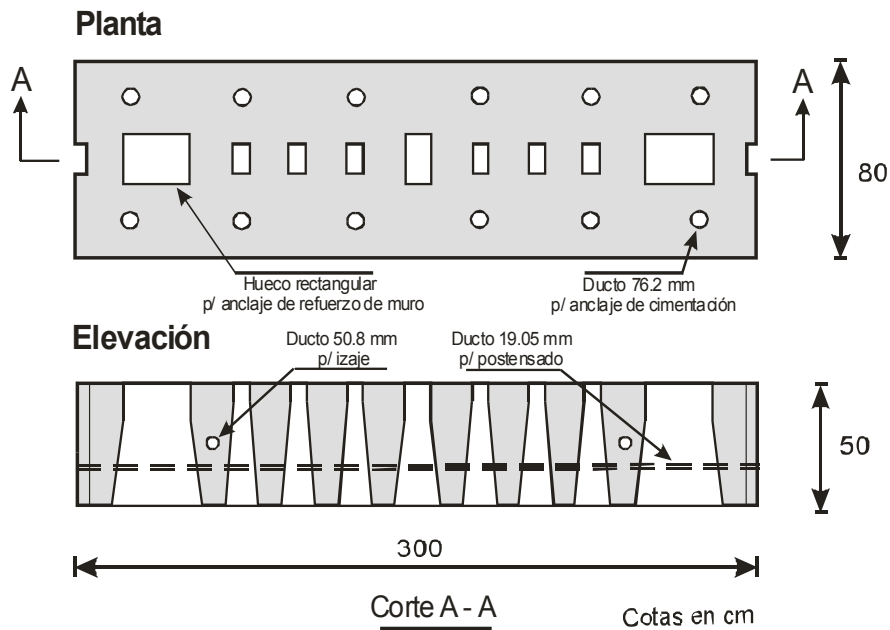 Planta
A
A
80
Hueco rectangular
p/ anclaje de refuerzo de muro
Ducto 76.2 mm
p/ anclaje de cimentación
Elevación
Ducto 50.8 mm
p/ izaje
Ducto 19.05 mm
p/ postensado
50
300
Corte A - A
Cotas en cm